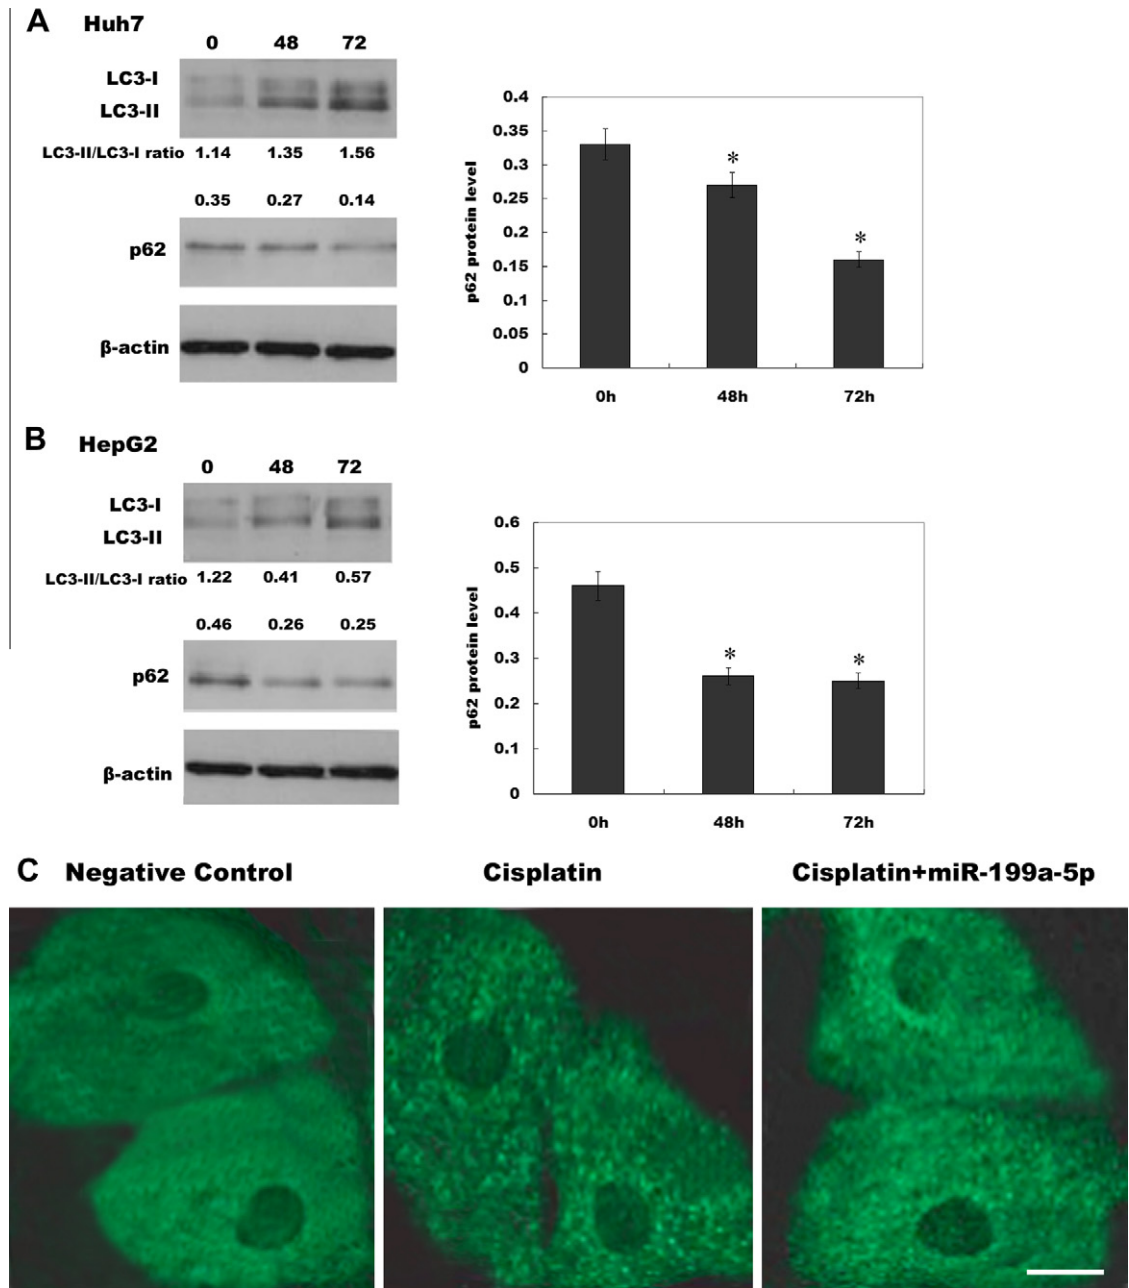 A Huh7
0 48 72
LC3-I
LC3-II
LC3-II/LC3-I ratio 1.14 1.35 1.56
0.35 0.27 0.14
p62
β-actin
0.4
0.35
0.3
0.25
0.2
0.15
0.1
0.05
0
p62 protein level
* *
0h 48h 72h
B HepG2
0 48 72
LC3-I
LC3-II
LC3-II/LC3-I ratio 1.22 0.41 0.57
0.46 0.26 0.25
p62
β-actin
0.6
0.5
0.4
0.3
0.2
0.1
0
p62 protein level
* *
0h 48h 72h
C Negative Control Cisplatin Cisplatin+miR-199a-5p